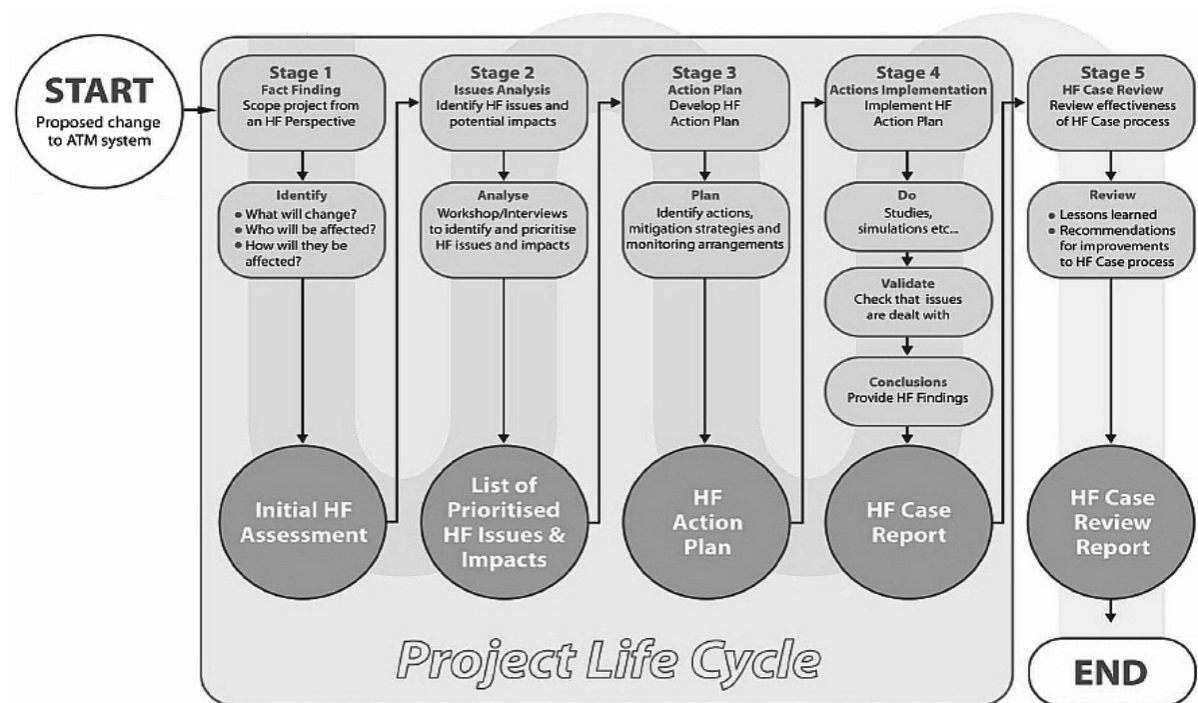 START
Proposed change
to ATM system
Stage 1
Fact Finding
Scope project from
an HF Perspective
Identify
• What will change?
• Who will be affected?
• How will they be
affected?
Initial HF
Assessment
Stage 2
Issues Analysis
Identify HF issues and
potential impacts
Analyse
Workshop/Interviews
to identify and prioritise
HF issues and impacts
List of
Prioritised
HF Issues &
Impacts
Stage 3
Action Plan
Develop HF
Action Plan
Plan
Identify actions,
mitigation strategies and
monitoring arrangements
HF
Action
Plan
Stage 4
Actions Implementation
Implement HF
Action Plan
Do
Studies,
simulations etc...
Validate
Check that issues
are dealt with
Conclusions
Provide HF Findings
HF Case
Report
Stage 5
HF Case Review
Review effectiveness
of HF Case process
Review
• Lessons learned
• Recommendations
for improvements
to HF Case process
HF Case
Review
Report
END
Project Life Cycle